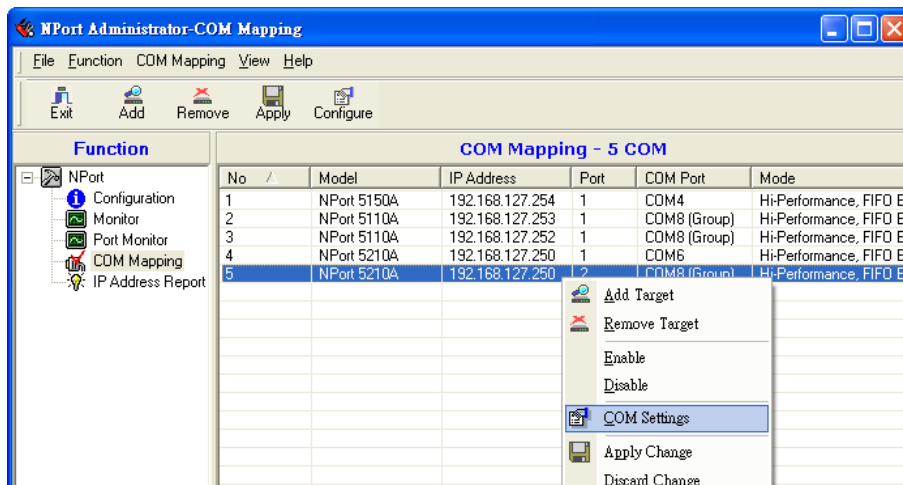 NPort Administrator-COM Mapping
File Function COM Mapping View Help
Exit Add Remove Apply Configure
Function
COM Mapping - 5 COM
NPort
Configuration
Monitor
Port Monitor
COM Mapping
IP Address Report
No Model IP Address Port COM Port Mode
1 NPort 5150A 192.168.127.254 1 COM4 Hi-Performance, FIFO E
2 NPort 5110A 192.168.127.253 1 COM8 (Group) Hi-Performance, FIFO E
3 NPort 5110A 192.168.127.252 1 COM8 (Group) Hi-Performance, FIFO E
4 NPort 5210A 192.168.127.250 1 COM6 Hi-Performance, FIFO E
5 NPort 5210A 192.168.127.250 2 COM8 (Group) Hi-Performance, FIFO E
Add Target
Remove Target
Enable
Disable
COM Settings
Apply Change
Discard Change